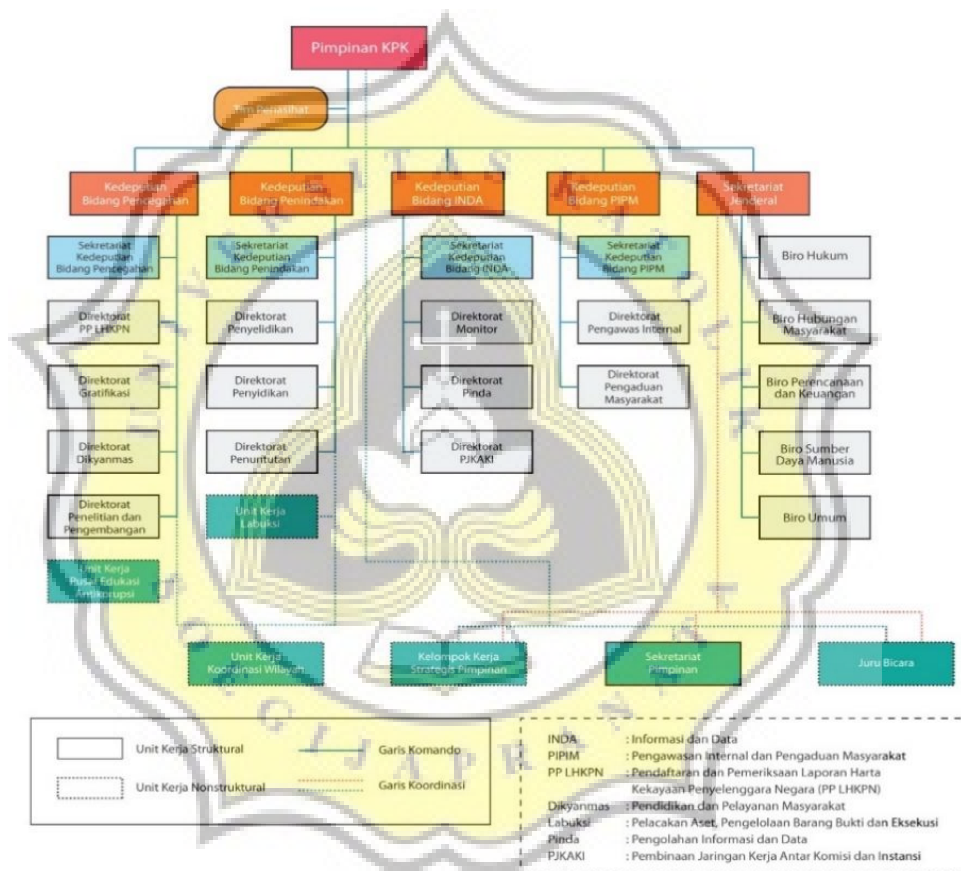 Pimpinan KPK
Tim Penasihat
Kedeputian
Bidang Pencegahan
Kedeputian
Bidang Penindakan
Kedeputian
Bidang INDA
Kedeputian
Bidang PIPM
Sekretariat
Jenderal
Sekretariat
Kedeputian
Bidang Pencegahan
Sekretariat
Kedeputian
Bidang Penindakan
Sekretariat
Kedeputian
Bidang INDA
Sekretariat
Kedeputian
Bidang PIPM
Biro Hukum
Direktorat
PP LHKPN
Direktorat
Penyelidikan
Direktorat
Monitor
Direktorat
Pengawas Internal
Biro Hubungan
Masyarakat
Direktorat
Gratifikasi
Direktorat
Penyidikan
Direktorat
Pinda
Direktorat
Pengaduan
Masyarakat
Biro Perencanaan
dan Keuangan
Direktorat
Dikyanmas
Direktorat
Penuntutan
Direktorat
PJKAKI
Biro Sumber
Daya Manusia
Direktorat
Penelitian dan
Pengembangan
Unit Kerja
Labuksi
Biro Umum
Unit Kerja
Pusat Edukasi
Antikorupsi
Unit Kerja
Koordinasi Wilayah
Kelompok Kerja
Strategis Pimpinan
Sekretariat
Pimpinan
Juru Bicara
Unit Kerja Struktural
Garis Komando
Unit Kerja Nonstruktural
Garis Koordinasi
INDA : Informasi dan Data
PIPIM : Pengawasan Internal dan Pengaduan Masyarakat
PP LHKPN : Pendaftaran dan Pemeriksaan Laporan Harta
Kekayaan Penyelenggara Negara (PP LHKPN)
Dikyanmas : Pendidikan dan Pelayanan Masyarakat
Labuksi : Pelacakan Aset, Pengelolaan Barang Bukti dan Eksekusi
Pinda : Pengolahan Informasi dan Data
PJKAKI : Pembinaan Jaringan Kerja Antar Komisi dan Instansi
UNIVERSITAS KATOLIK
SOEGIJAPRANATA